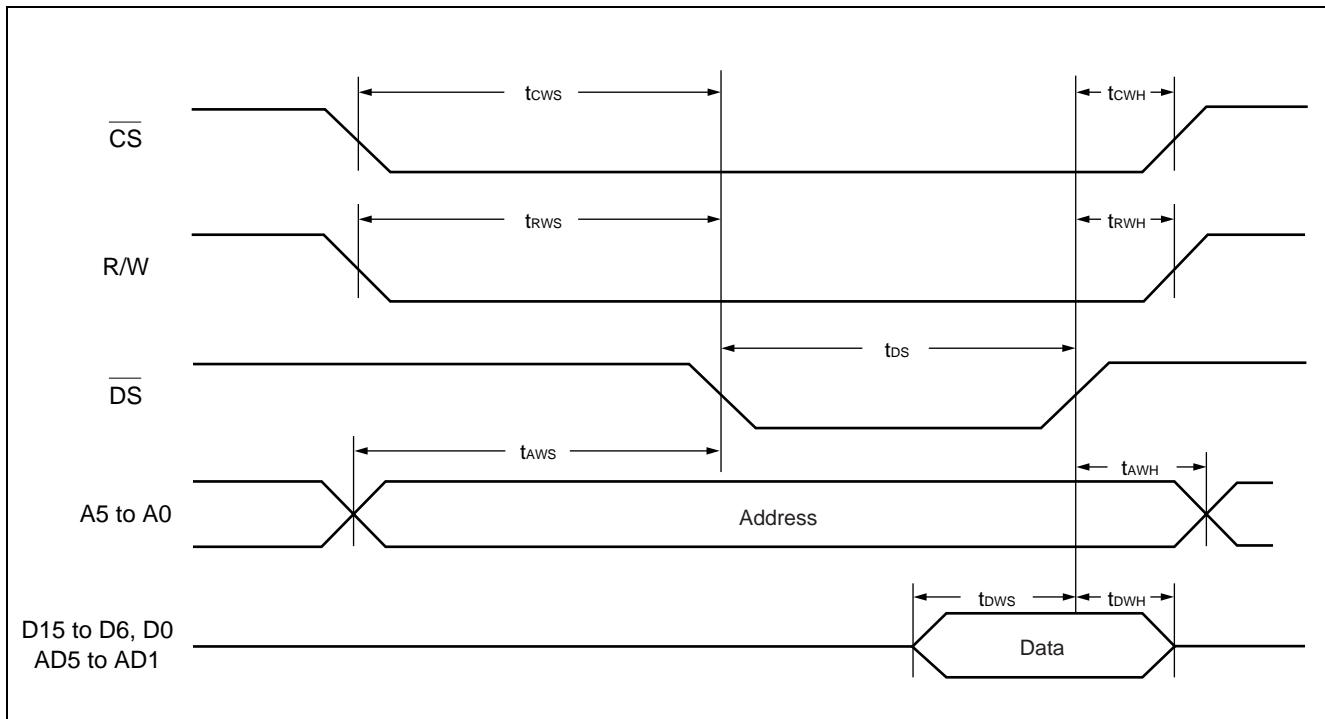 tCWS
tCWH
CS
tRWS
tRWH
R/W
tDS
DS
tAWS
tAWH
A5 to A0
Address
tDWS
tDWH
D15 to D6, D0
AD5 to AD1
Data